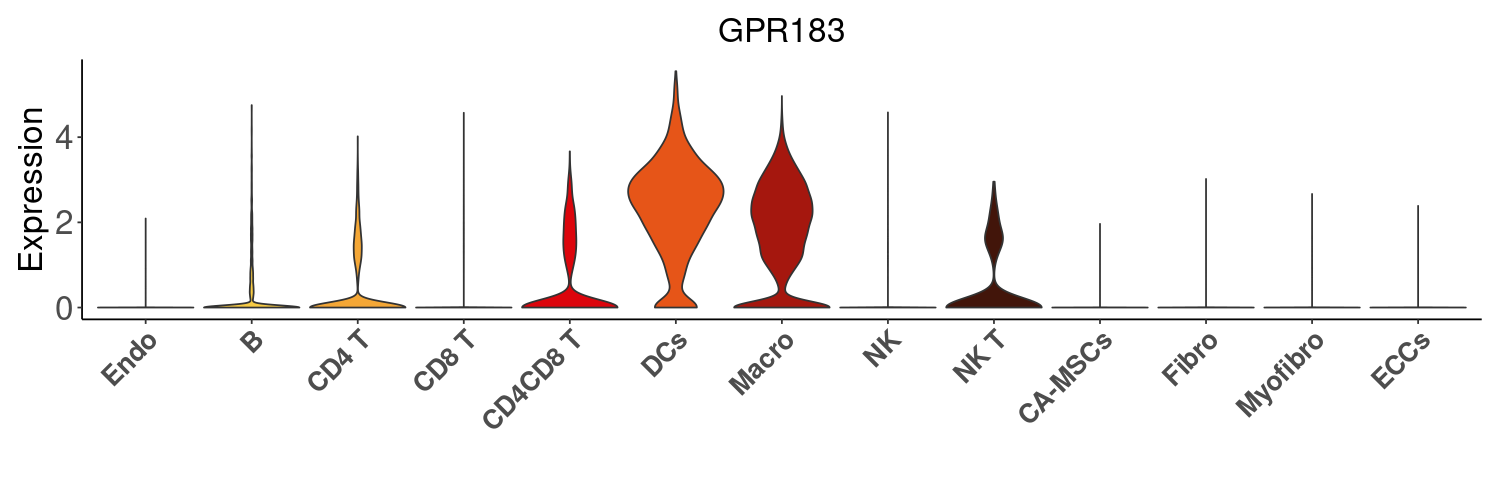 GPR183
Expression
4
2
0
Endo
B
CD4 T
CD8 T
CD4CD8 T
DCs
Macro
NK
NK T
CA-MSCs
Fibro
Myofibro
ECCs